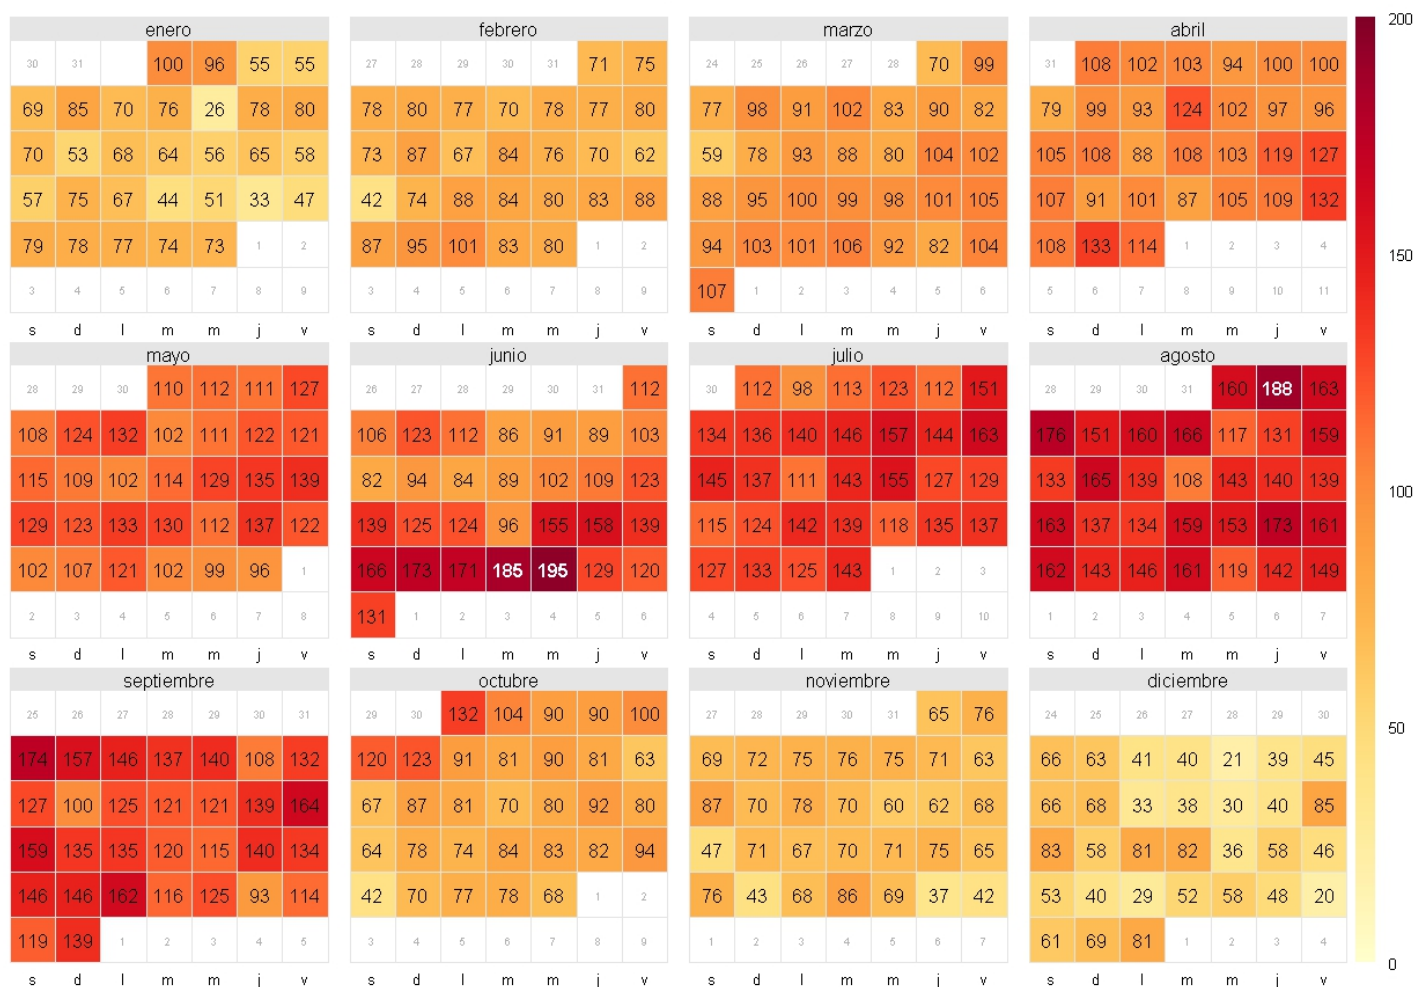 enero febrero marzo abril 200
30 31 100 96 55 55 27 28 29 30 31 71 75 24 25 26 27 28 70 99 31 108 102 103 94 100 100
69 85 70 76 26 78 80 78 80 77 70 78 77 80 77 98 91 102 83 90 82 79 99 93 124 102 97 96
70 53 68 64 56 65 58 73 87 67 84 76 70 62 59 78 93 88 80 104 102 105 108 88 108 103 119 127
57 75 67 44 51 33 47 42 74 88 84 80 83 88 88 95 100 99 98 101 105 107 91 101 87 105 109 132
79 78 77 74 73 1 2 87 95 101 83 80 1 2 94 103 101 106 92 82 104 108 133 114 1 2 3 4 150
3 4 5 6 7 8 9 3 4 5 6 7 8 9 107 1 2 3 4 5 6 5 6 7 8 9 10 11
s d l m m j v s d l m m j v s d l m m j v s d l m m j v
mayo junio julio agosto
28 29 30 110 112 111 127 26 27 28 29 30 31 112 30 112 98 113 123 112 151 28 29 30 31 160 188 163
108 124 132 102 111 122 121 106 123 112 86 91 89 103 134 136 140 146 157 144 163 176 151 160 166 117 131 159
115 109 102 114 129 135 139 82 94 84 89 102 109 123 145 137 111 143 155 127 129 133 165 139 108 143 140 139 100
129 123 133 130 112 137 122 139 125 124 96 155 158 139 115 124 142 139 118 135 137 163 137 134 159 153 173 161
102 107 121 102 99 96 1 166 173 171 185 195 129 120 127 133 125 143 1 2 3 162 143 146 161 119 142 149
2 3 4 5 6 7 8 131 1 2 3 4 5 6 4 5 6 7 8 9 10 1 2 3 4 5 6 7
s d l m m j v s d l m m j v s d l m m j v s d l m m j v
septiembre octubre noviembre diciembre
25 26 27 28 29 30 31 29 30 132 104 90 90 100 27 28 29 30 31 65 76 24 25 26 27 28 29 30 50
174 157 146 137 140 108 132 120 123 91 81 90 81 63 69 72 75 76 75 71 63 66 63 41 40 21 39 45
127 100 125 121 121 139 164 67 87 81 70 80 92 80 87 70 78 70 60 62 68 66 68 33 38 30 40 85
159 135 135 120 115 140 134 64 78 74 84 83 82 94 47 71 67 70 71 75 65 83 58 81 82 36 58 46
146 146 162 116 125 93 114 42 70 77 78 68 1 2 76 43 68 86 69 37 42 53 40 29 52 58 48 20
119 139 1 2 3 4 5 3 4 5 6 7 8 9 1 2 3 4 5 6 7 61 69 81 1 2 3 4 0
s d l m m j v s d l m m j v s d l m m j v s d l m m j v